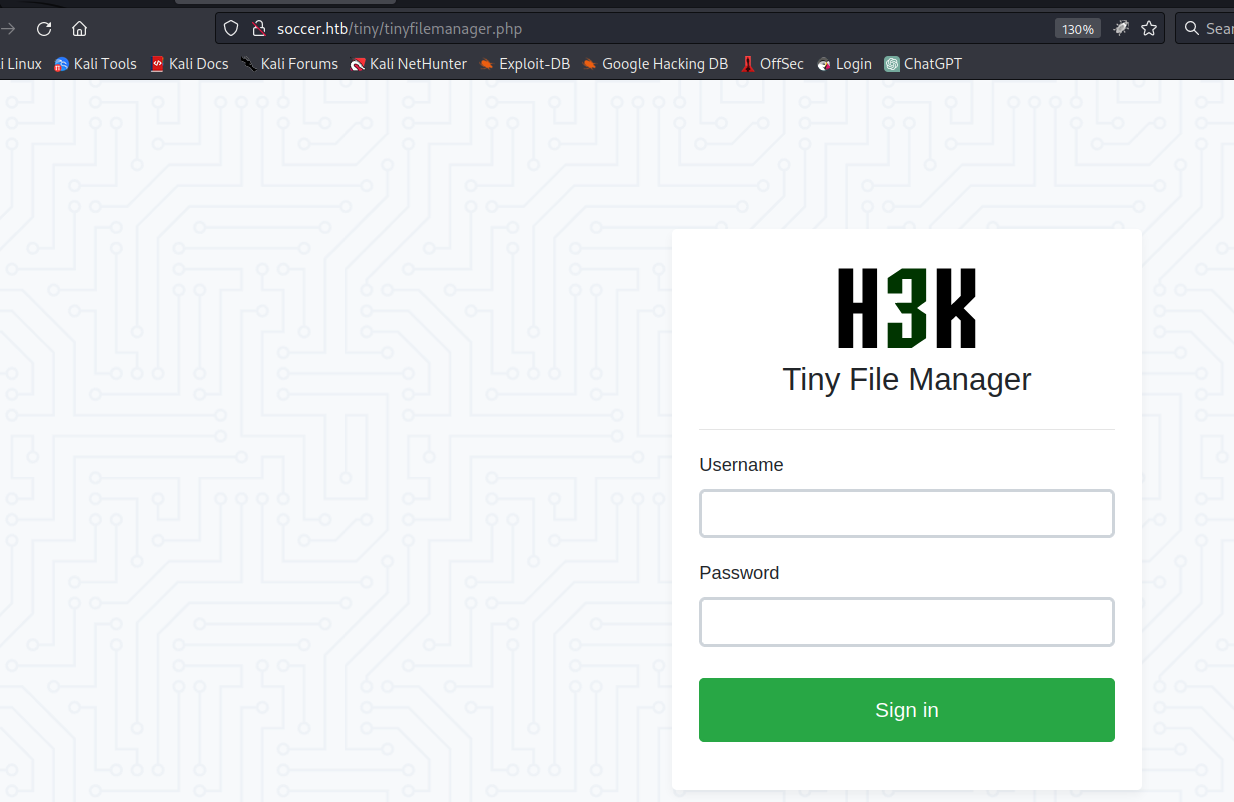 soccer.htb/tiny/tinyfilemanager.php 130% Sear
i Linux Kali Tools Kali Docs Kali Forums Kali NetHunter Exploit-DB Google Hacking DB OffSec Login ChatGPT
H3K
Tiny File Manager
Username
Password
Sign in